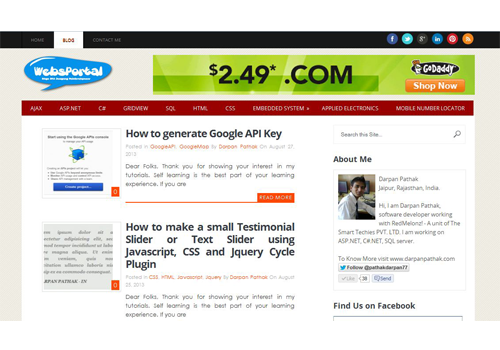 HOME BLOG CONTACT ME
WebsPortal
$2.49* .COM
GoDaddy
Shop Now
AJAX ASP.NET C# GRIDVIEW SQL HTML CSS EMBEDDED SYSTEM APPLIED ELECTRONICS MOBILE NUMBER LOCATOR
How to generate Google API Key
Posted in GoogleAPI, GoogleMap by Darpan Pathak On August 27, 2013
Dear Folks, Thank you for showing your interest in my
tutorials. Self learning is the best part of your learning
experience. If you are
0
READ MORE
How to make a small Testimonial
Slider or Text Slider using
Javascript, CSS and Jquery Cycle
Plugin
Posted in CSS, HTML, Javascript, Jquery by Darpan Pathak On August
Dear Folks, Thank you for showing your interest in my
tutorials. Self learning is the best part of your learning
experience. If you are
0
Search this Site...
About Me
Darpan Pathak
Jaipur, Rajasthan, India.
Hi, I am Darpan Pathak,
software developer working
with RedMelonz! - A unit of The
Smart Techies PVT. LTD. I am working on
ASP.NET, C#.NET, SQL server.
To Know More visit www.darpanpathak.com
Follow @pathakdarpan77
Like 38 Send
Find Us on Facebook